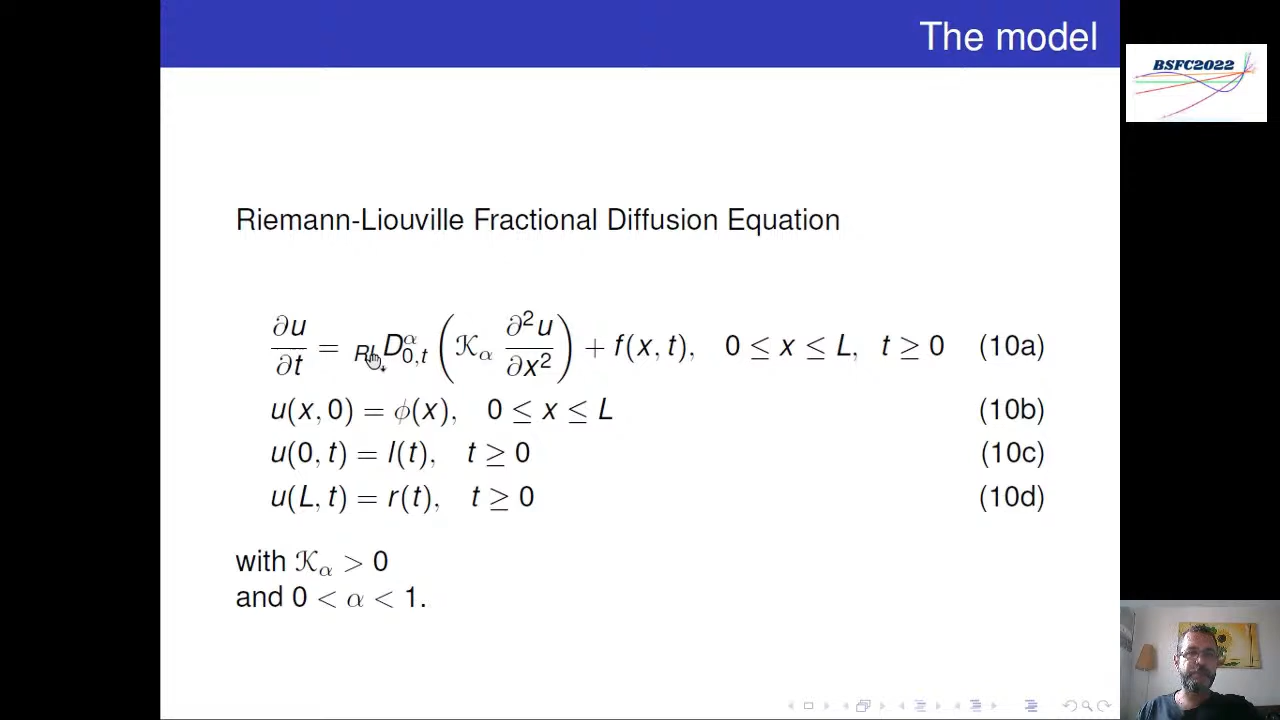 The model
BSFC2022
Riemann-Liouville Fractional Diffusion Equation
∂u/∂t = RL D^α_{0,t} ( 𝒦_α ∂²u/∂x² ) + f(x, t), 0 ≤ x ≤ L, t ≥ 0 (10a)
u(x, 0) = ϕ(x), 0 ≤ x ≤ L (10b)
u(0, t) = l(t), t ≥ 0 (10c)
u(L, t) = r(t), t ≥ 0 (10d)
with 𝒦_α > 0
and 0 < α < 1.